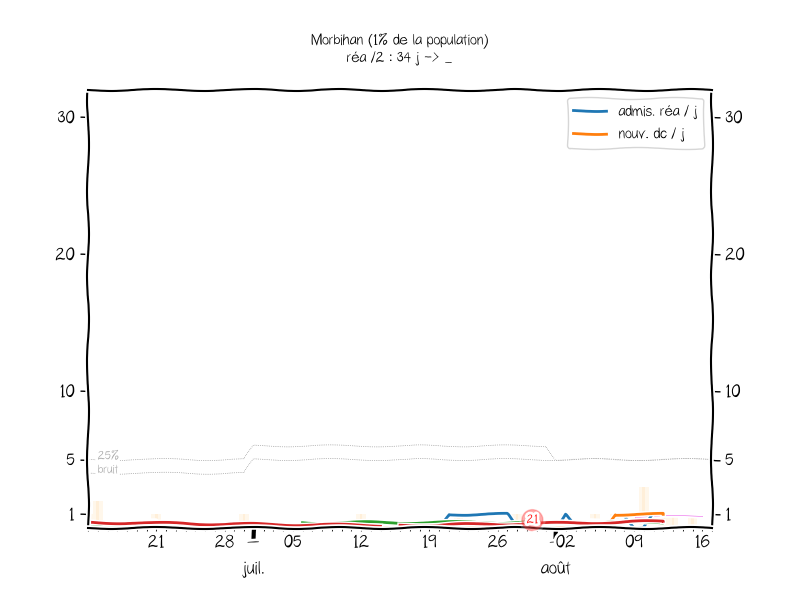 Morbihan (1% de la population)
réa /2 : 34 j -> _
admis. réa / j
nouv. dc / j
30
30
20
20
10
10
5
5
1
1
25%
bruit
21
21 28 05 12 19 26 02 09 16
juil. août